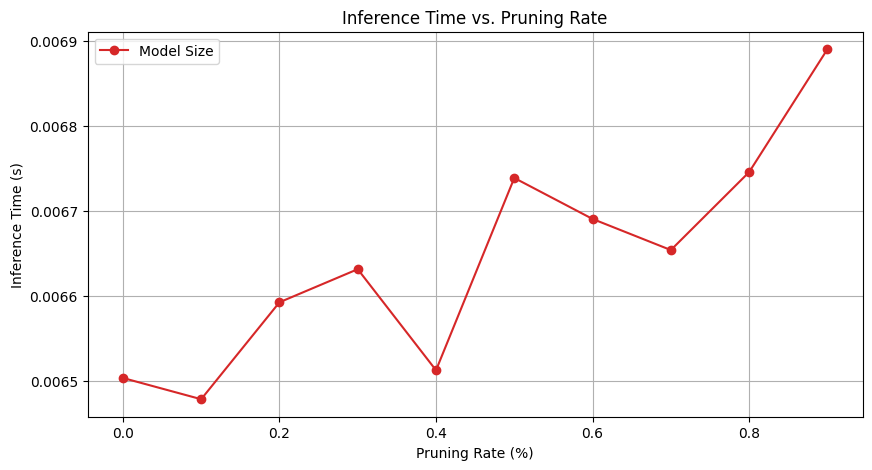 Inference Time vs. Pruning Rate
Model Size
0.0069
0.0068
0.0067
0.0066
0.0065
Inference Time (s)
0.0
0.2
0.4
0.6
0.8
Pruning Rate (%)